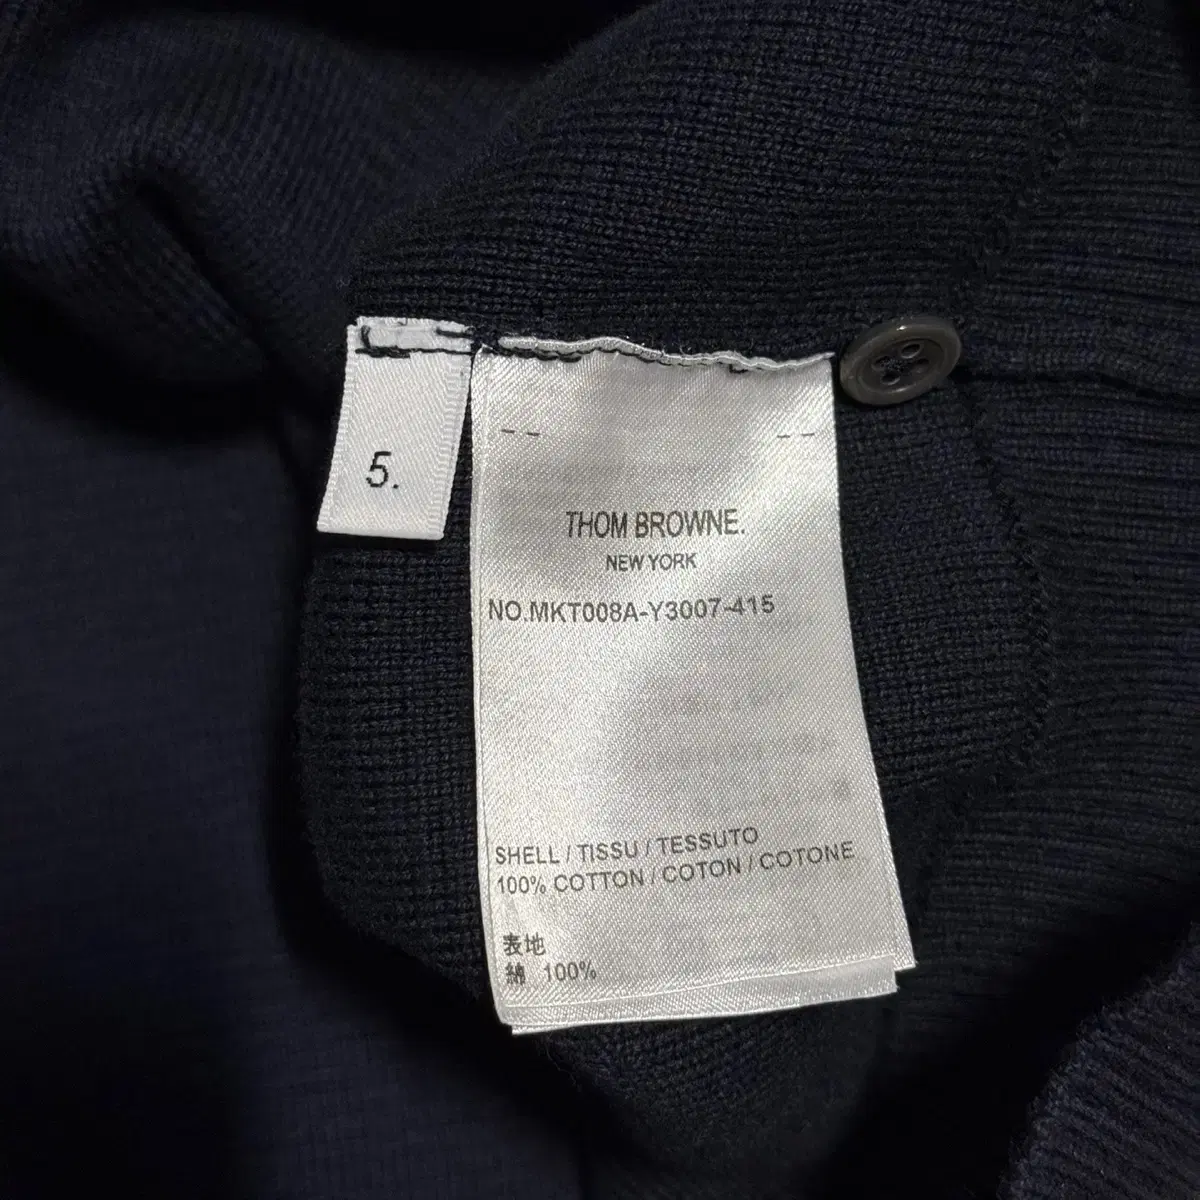 5.
-- --
THOM BROWNE.
NEW YORK
NO.MKT008A-Y3007-415
SHELL / TISSU / TESSUTO
100% COTTON / COTON / COTONE
表地
綿 100%